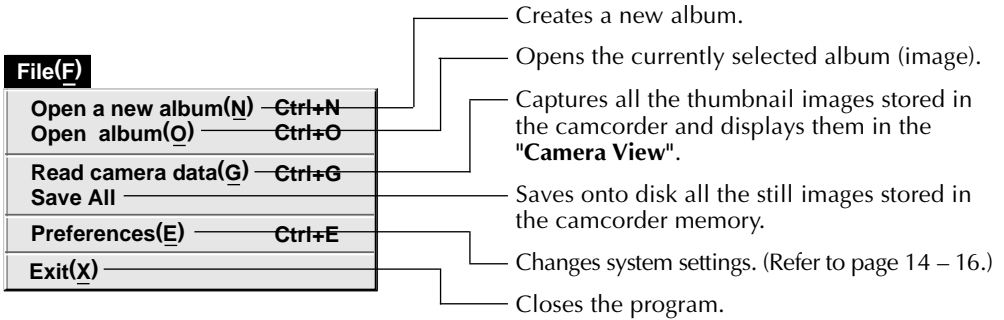 File(F)
Open a new album(N) Ctrl+N
Open album(O) Ctrl+O
Read camera data(G) Ctrl+G
Save All
Preferences(E) Ctrl+E
Exit(X)
Creates a new album.
Opens the currently selected album (image).
Captures all the thumbnail images stored in
the camcorder and displays them in the
"Camera View".
Saves onto disk all the still images stored in
the camcorder memory.
Changes system settings. (Refer to page 14 – 16.)
Closes the program.